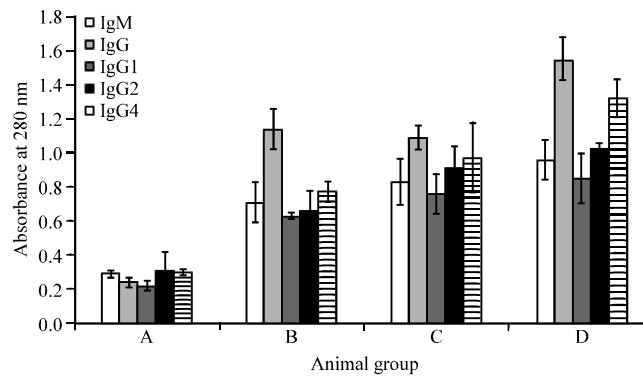 Absorbance at 280 nm
1.8
1.6
1.4
1.2
1.0
0.8
0.6
0.4
0.2
0.0
IgM
IgG
IgG1
IgG2
IgG4
A B C D
Animal group